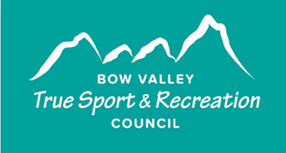 BOW VALLEY
True Sport & Recreation
COUNCIL